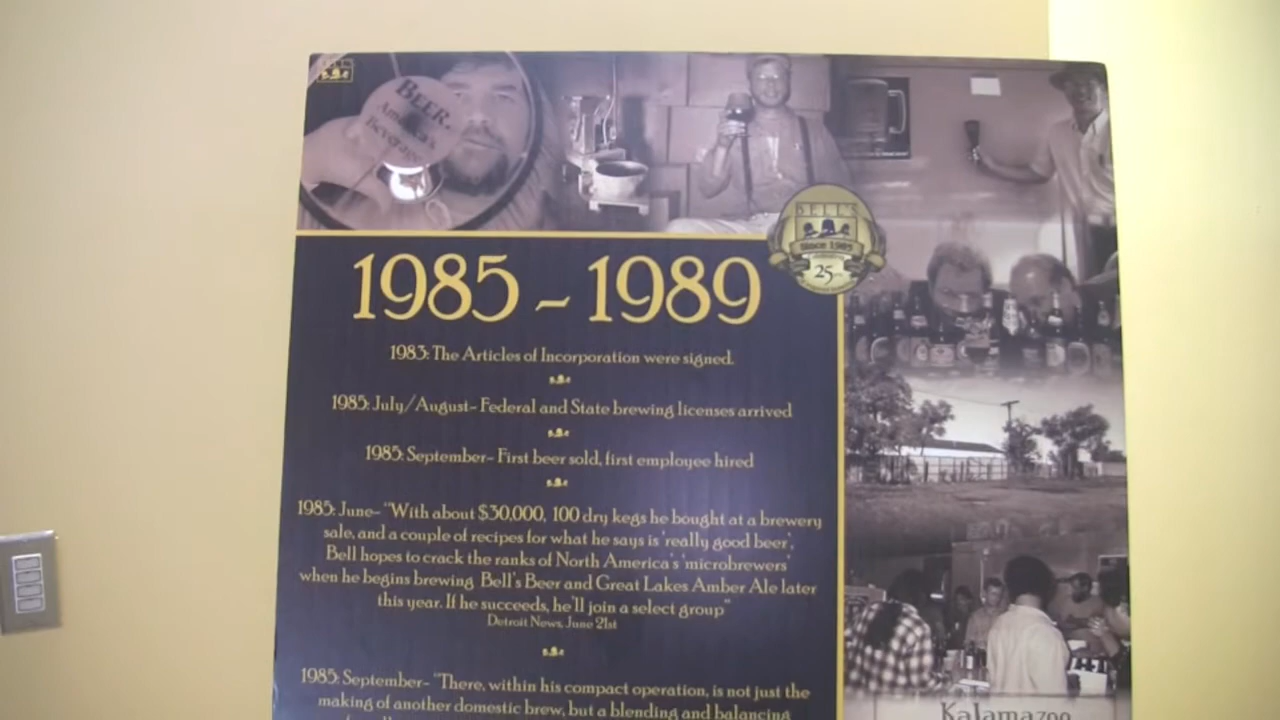 BELL'S
BEER.
America's
Beverage
BELL'S
Since 1985
25
1985 - 1989
1983: The Articles of Incorporation were signed.
1985: July/August- Federal and State brewing licenses arrived
1985: September- First beer sold, first employee hired
1985: June- "With about $30,000, 100 dry kegs he bought at a brewery
sale, and a couple of recipes for what he says is 'really good beer',
Bell hopes to crack the ranks of North America's 'microbrewers'
when he begins brewing Bell's Beer and Great Lakes Amber Ale later
this year. If he succeeds, he'll join a select group"
Detroit News, June 21st
1985: September- "There, within his compact operation, is not just the
making of another domestic brew, but a blending and balancing
Kalamazoo